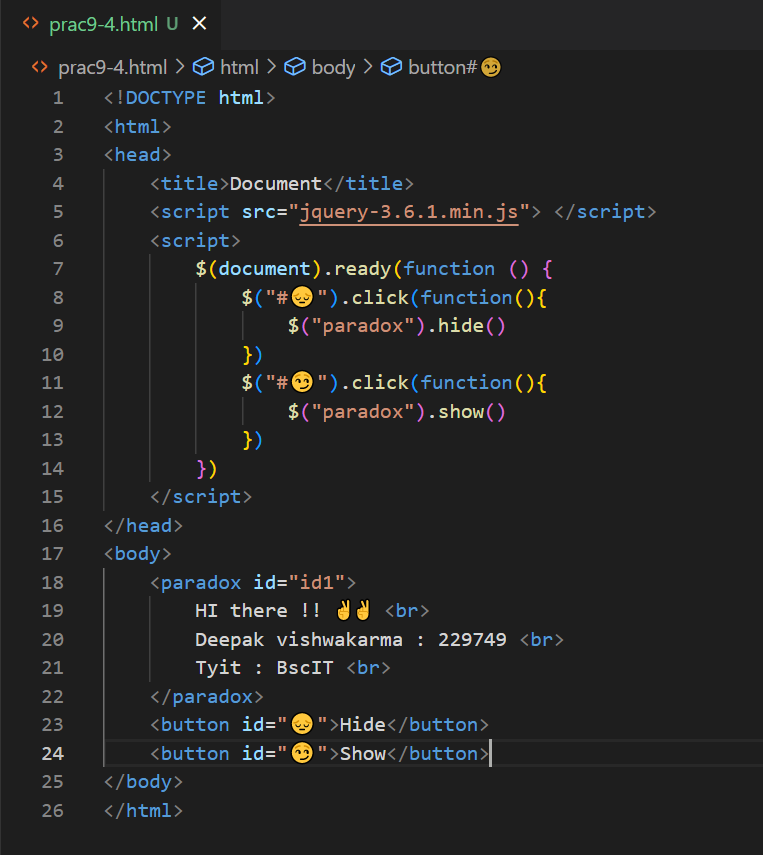 prac9-4.html U ×
prac9-4.html > html > body > button#😏
1 <!DOCTYPE html>
2 <html>
3 <head>
4     <title>Document</title>
5     <script src="jquery-3.6.1.min.js"> </script>
6     <script>
7         $(document).ready(function () {
8             $("#😔").click(function(){
9                 $("paradox").hide()
10             })
11             $("#😏").click(function(){
12                 $("paradox").show()
13             })
14         })
15     </script>
16 </head>
17 <body>
18     <paradox id="id1">
19         HI there !! ✌✌ <br>
20         Deepak vishwakarma : 229749 <br>
21         Tyit : BscIT <br>
22     </paradox>
23     <button id="😔">Hide</button>
24     <button id="😏">Show</button>
25 </body>
26 </html>